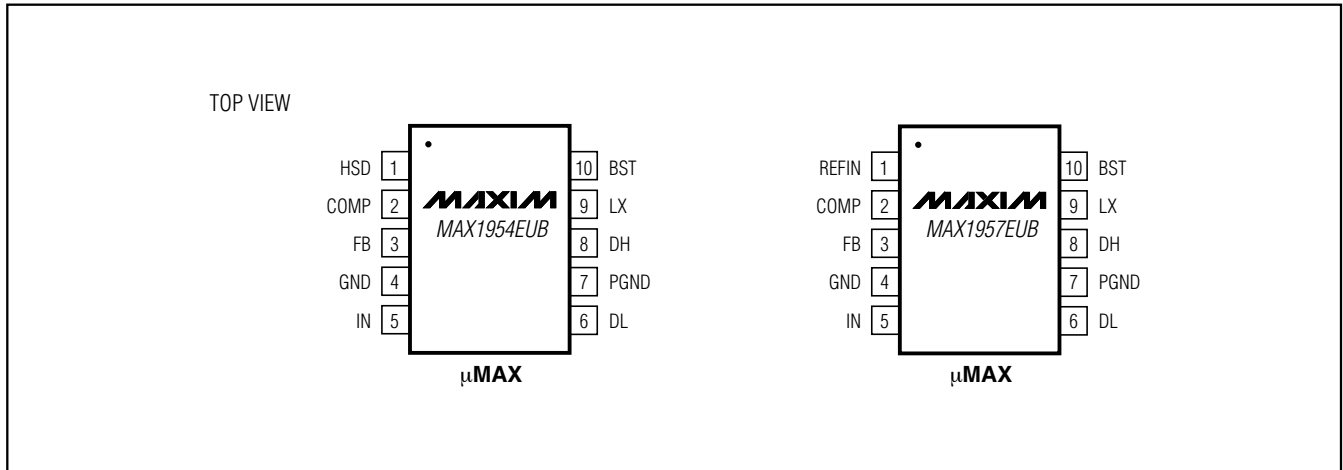 TOP VIEW
HSD 1
COMP 2
FB 3
GND 4
IN 5
MAXIM
MAX1954EUB
10 BST
9 LX
8 DH
7 PGND
6 DL
µMAX
REFIN 1
COMP 2
FB 3
GND 4
IN 5
MAXIM
MAX1957EUB
10 BST
9 LX
8 DH
7 PGND
6 DL
µMAX